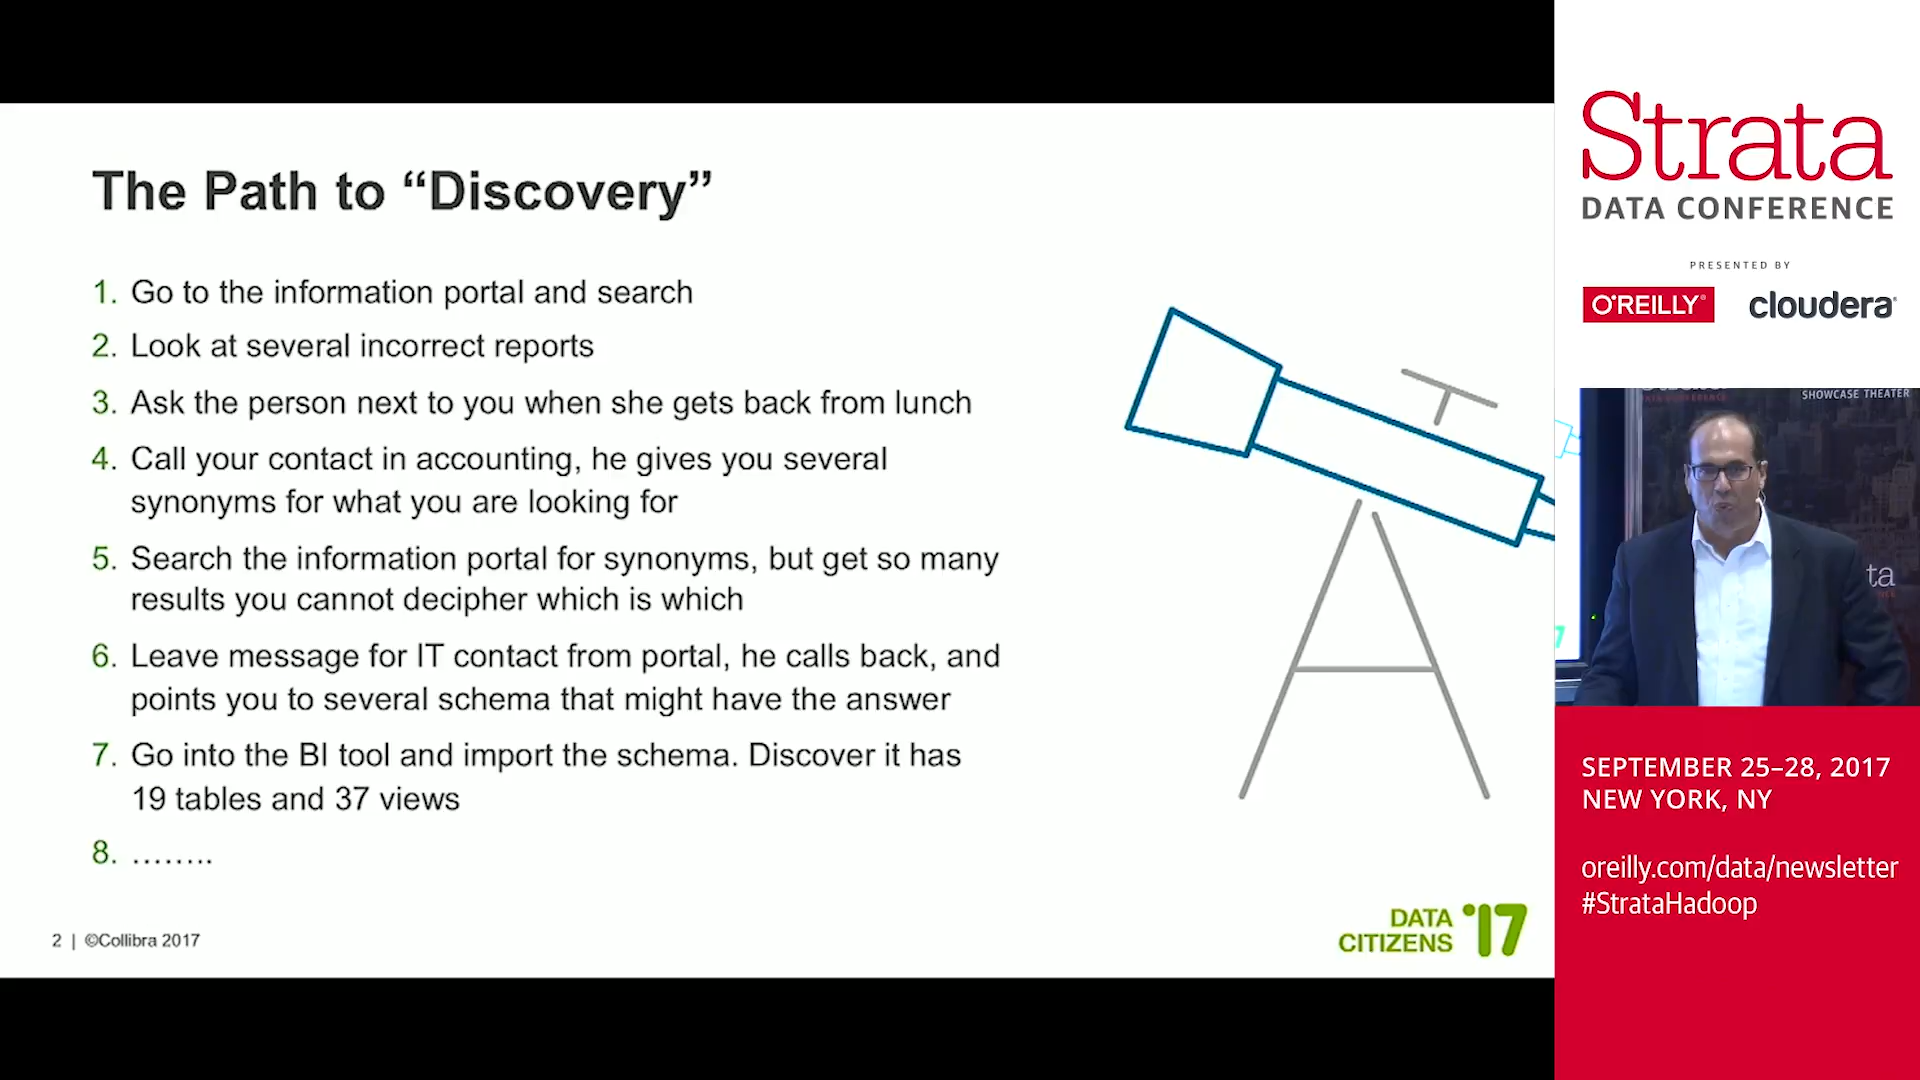 The Path to “Discovery”
1. Go to the information portal and search
2. Look at several incorrect reports
3. Ask the person next to you when she gets back from lunch
4. Call your contact in accounting, he gives you several
synonyms for what you are looking for
5. Search the information portal for synonyms, but get so many
results you cannot decipher which is which
6. Leave message for IT contact from portal, he calls back, and
points you to several schema that might have the answer
7. Go into the BI tool and import the schema. Discover it has
19 tables and 37 views
8. ........
2 | ©Collibra 2017
DATA
CITIZENS '17
Strata
DATA CONFERENCE
PRESENTED BY
O'REILLY® cloudera®
SHOWCASE THEATER
ta
7
SEPTEMBER 25–28, 2017
NEW YORK, NY
oreilly.com/data/newsletter
#StrataHadoop